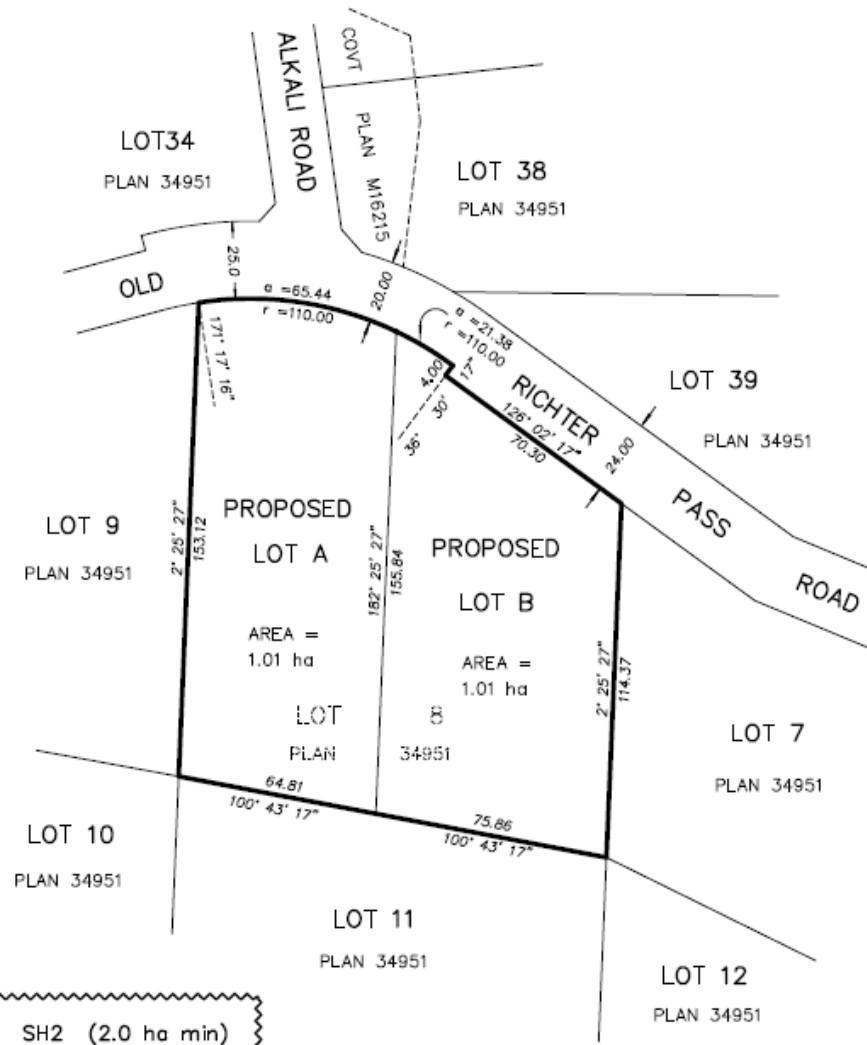 COVT
PLAN M16215
ALKALI ROAD
LOT34
PLAN 34951
LOT 38
PLAN 34951
25.0
OLD
20.00
a =65.44
r =110.00
a =21.38
r =110.00
171° 17' 16"
4.00
36° 30' 17"
RICHTER
126° 02' 17"
70.30
24.00
LOT 39
PLAN 34951
PASS
ROAD
LOT 9
PLAN 34951
2° 25' 27"
153.12
PROPOSED
LOT A
AREA =
1.01 ha
182° 25' 27"
155.84
PROPOSED
LOT B
AREA =
1.01 ha
2° 25' 27"
114.37
LOT 8
PLAN 34951
LOT 7
PLAN 34951
64.81
100° 43' 17"
75.86
100° 43' 17"
LOT 10
PLAN 34951
LOT 11
PLAN 34951
LOT 12
PLAN 34951
SH2 (2.0 ha min)